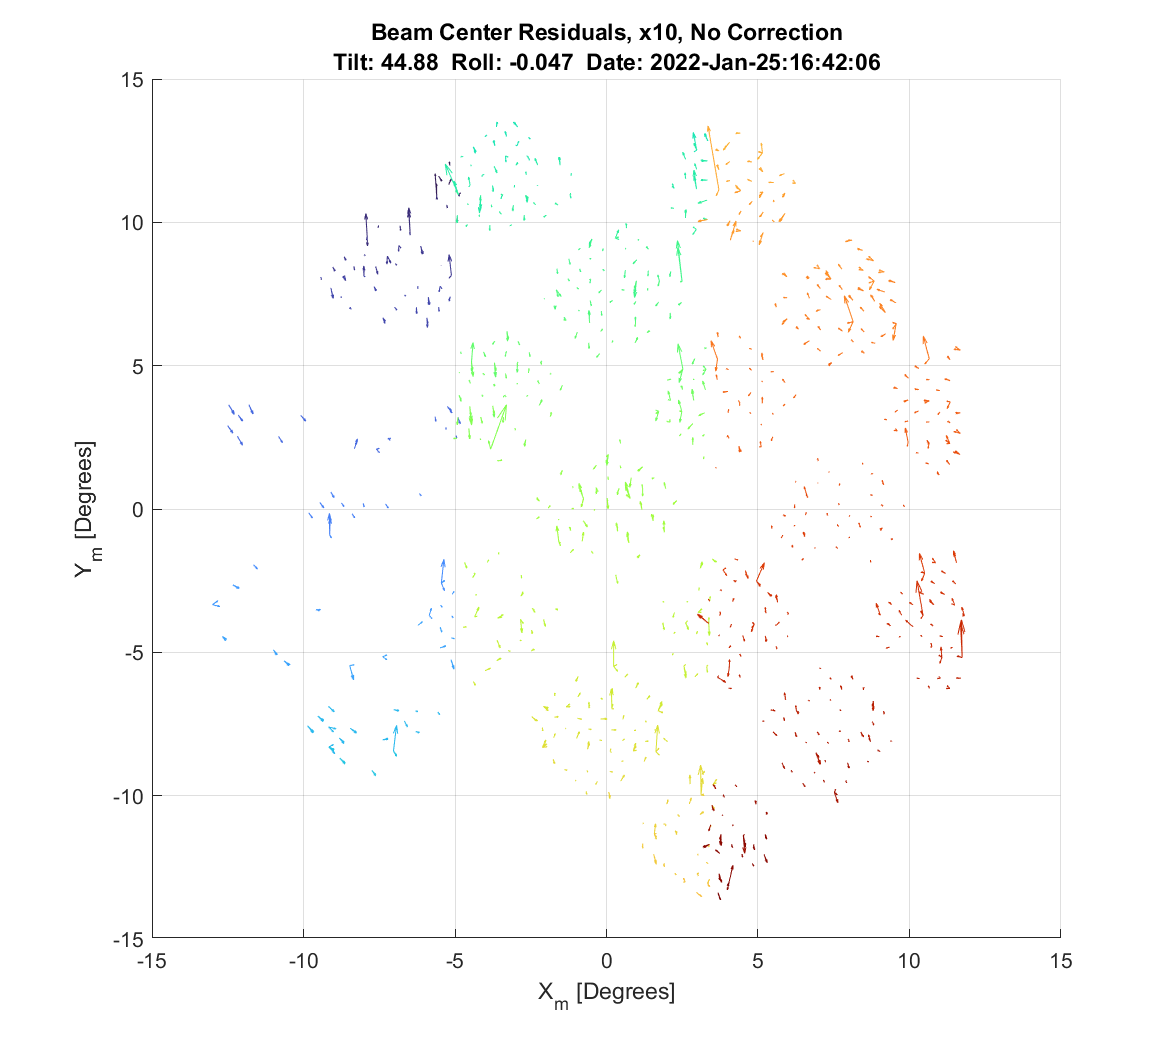 Beam Center Residuals, x10, No Correction
Tilt: 44.88 Roll: -0.047 Date: 2022-Jan-25:16:42:06
15
10
5
0
-5
-10
-15
Y_m [Degrees]
-15 -10 -5 0 5 10 15
X_m [Degrees]